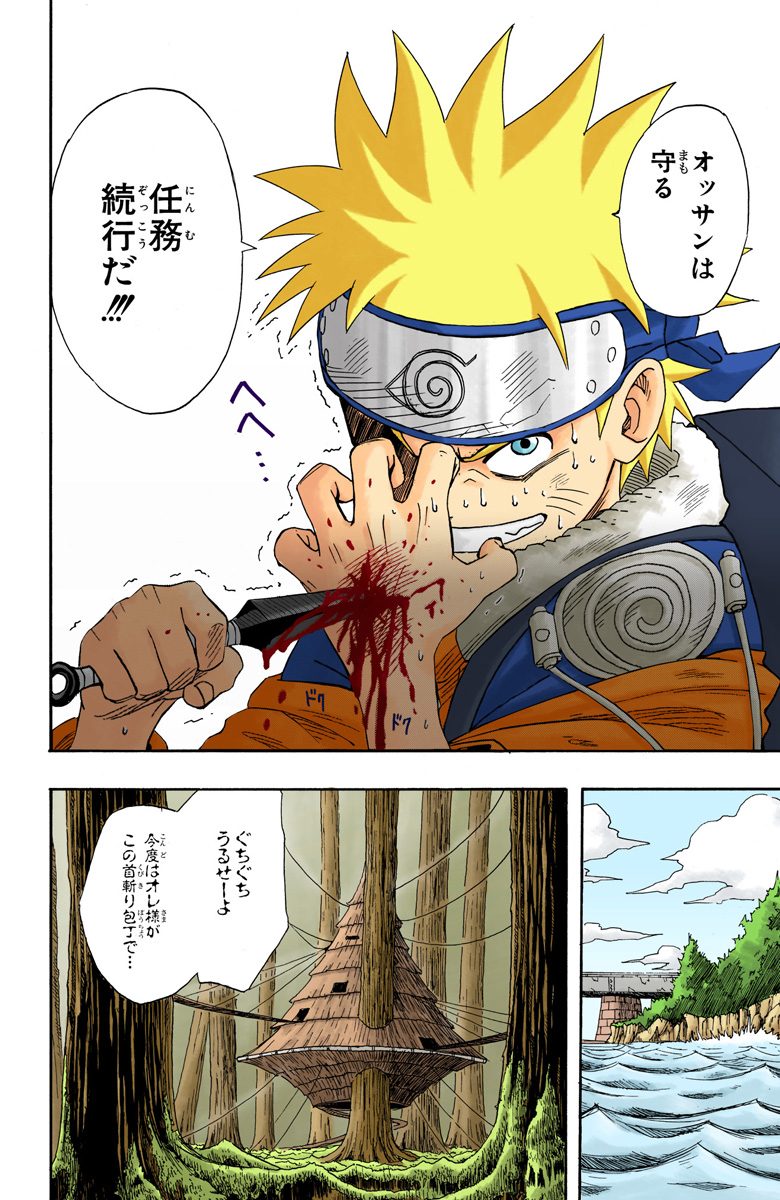 オッサンは
守る
任務
続行だ!!!
へへ…
ドク
ドク
ぐちぐち
うるせーよ
今度はオレ様が
この首斬り包丁で…